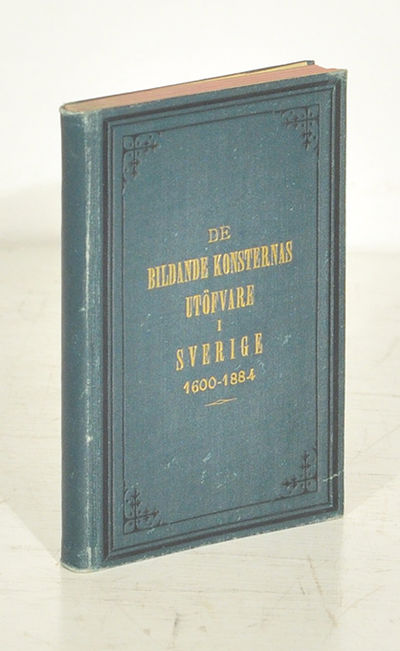 DE
BILDANDE KONSTERNAS
UTÖFVARE
I
SVERIGE
1600-1884